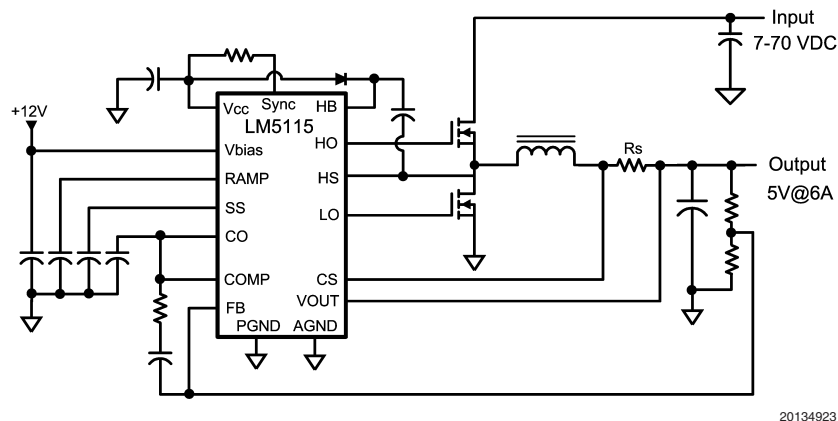 Input
7-70 VDC
+12V
Vcc
Sync
HB
LM5115
HO
Vbias
Rs
Output
5V@6A
RAMP
HS
SS
LO
CO
COMP
CS
FB
VOUT
PGND
AGND
20134923